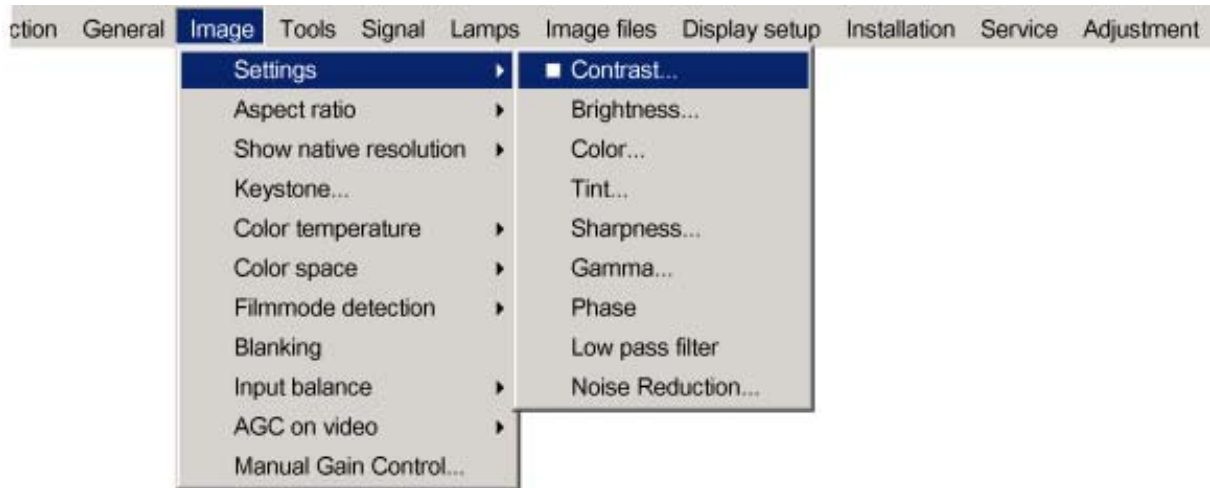 ction General Image Tools Signal Lamps Image files Display setup Installation Service Adjustment
Settings
Aspect ratio
Show native resolution
Keystone...
Color temperature
Color space
Filmmode detection
Blanking
Input balance
AGC on video
Manual Gain Control...
Contrast...
Brightness...
Color...
Tint...
Sharpness...
Gamma...
Phase
Low pass filter
Noise Reduction...